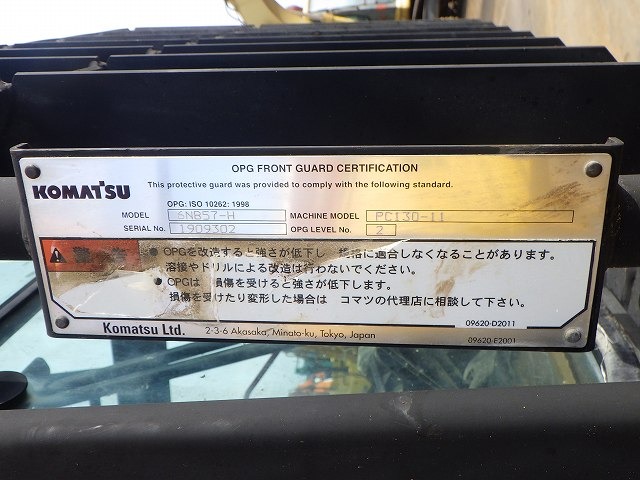 OPG FRONT GUARD CERTIFICATION
KOMATSU
This protective guard was provided to comply with the following standard.
OPG: ISO 10262: 1998
MODEL 6NB57-H MACHINE MODEL PC130-11
SERIAL No. 1909302 OPG LEVEL No. 2
OPGを改造すると強さが低下し 規格に適合しなくなることがあります。
溶接やドリルによる改造は行わないでください。
OPGは 損傷を受けると強さが低下します。
損傷を受けたり変形した場合は コマツの代理店に相談して下さい。
09620-D2011
Komatsu Ltd. 2-3-6 Akasaka, Minato-ku, Tokyo, Japan
09620-E2001